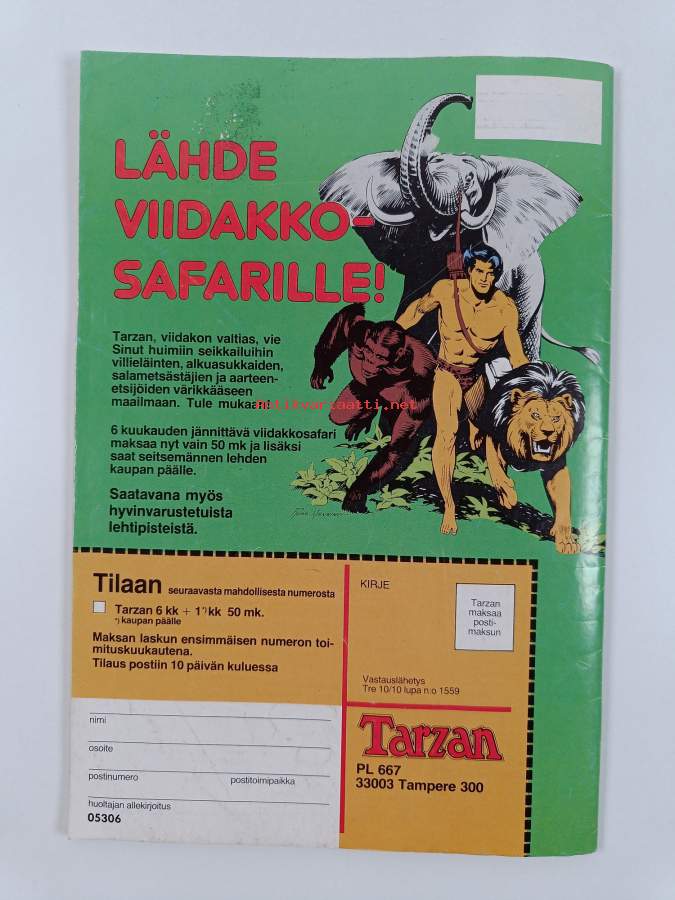 LÄHDE
VIIDAKKO-
SAFARILLE!
Tarzan, viidakon valtias, vie
Sinut huimiin seikkailuihin
villieläinten, alkuasukkaiden,
salametsästäjien ja aarteen-
etsijöiden värikkääseen
maailmaan. Tule mukaan
Antikvariaatti.net
6 kuukauden jännittävä viidakkosafari
maksaa nyt vain 50 mk ja lisäksi
saat seitsemännen lehden
kaupan päälle.
Saatavana myös
hyvinvarustetuista
lehtipisteistä.
Tilaan seuraavasta mahdollisesta numerosta
Tarzan 6 kk + 1*) kk 50 mk.
*) kaupan päälle
Maksan laskun ensimmäisen numeron toi-
mituskuukautena.
Tilaus postiin 10 päivän kuluessa
nimi
osoite
postinumero postitoimipaikka
huoltajan allekirjoitus
05306
KIRJE
Tarzan
maksaa
posti-
maksun
Vastauslähetys
Tre 10/10 lupa n:o 1559
Tarzan
PL 667
33003 Tampere 300